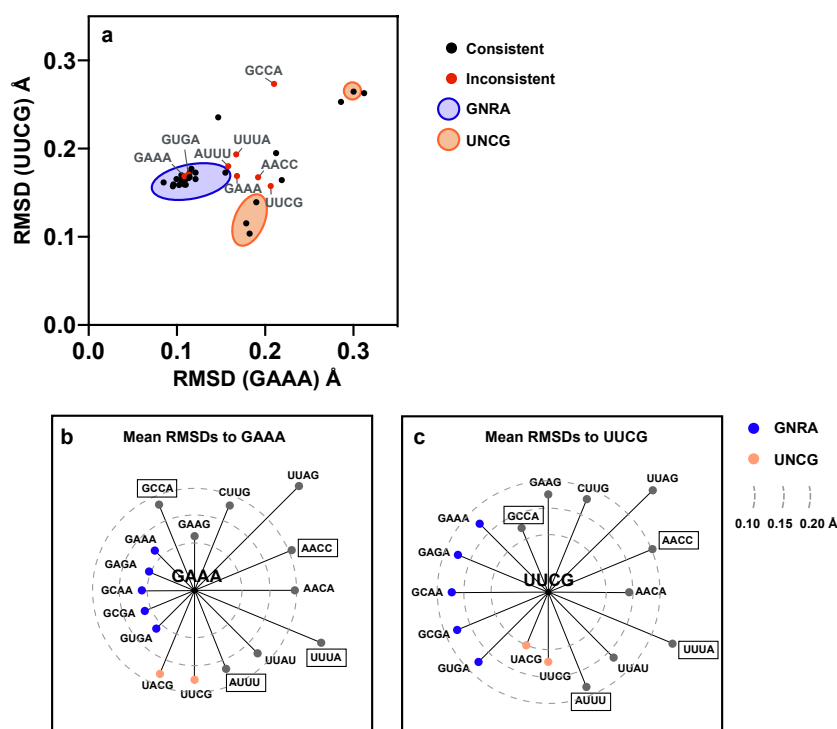 a
RMSD (UUCG) Å
0.3
0.2
0.1
0.0
0.0
0.1
0.2
0.3
RMSD (GAAA) Å
GCCA
GUGA
UUUA
GAAA
AUUU
AACC
GAAA
UUCG
Consistent
Inconsistent
GNRA
UNCG
b
Mean RMSDs to GAAA
UUAG
GCCA
CUUG
GAAG
GAAA
AACC
GAGA
GAAA
GCAA
AACA
GCGA
GUGA
UUUA
UUAU
UACG
AUUU
UUCG
c
Mean RMSDs to UUCG
GAAG
UUAG
CUUG
GAAA
GCCA
AACC
GAGA
UUCG
GCAA
AACA
GCGA
UUUA
UACG
GUGA
UUAU
UUCG
AUUU
GNRA
UNCG
0.10 0.15 0.20 Å